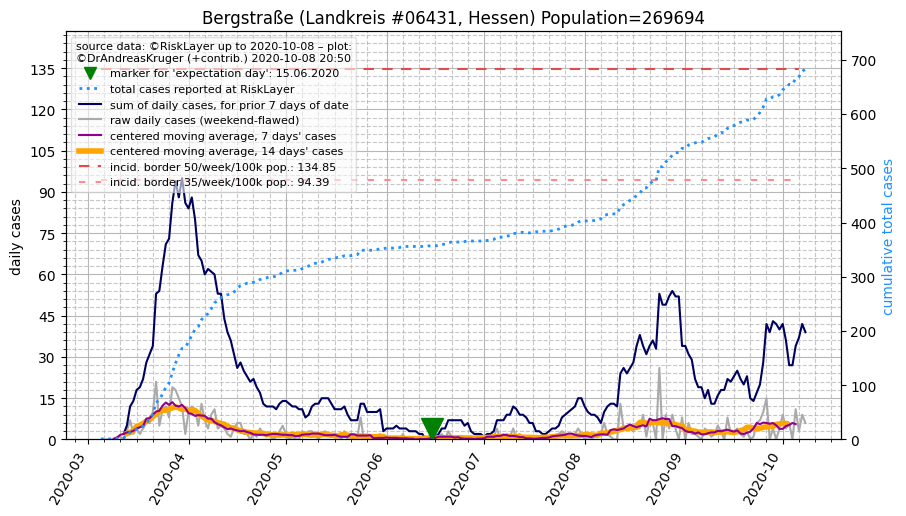 Bergstraße (Landkreis #06431, Hessen) Population=269694
source data: ©RiskLayer up to 2020-10-08 – plot:
©DrAndreasKruger (+contrib.) 2020-10-08 20:50
marker for 'expectation day': 15.06.2020
total cases reported at RiskLayer
sum of daily cases, for prior 7 days of date
raw daily cases (weekend-flawed)
centered moving average, 7 days' cases
centered moving average, 14 days' cases
incid. border 50/week/100k pop.: 134.85
incid. border 35/week/100k pop.: 94.39
daily cases
135
120
105
90
75
60
45
30
15
0
700
600
500
400
300
200
100
0
cumulative total cases
2020-03
2020-04
2020-05
2020-06
2020-07
2020-08
2020-09
2020-10